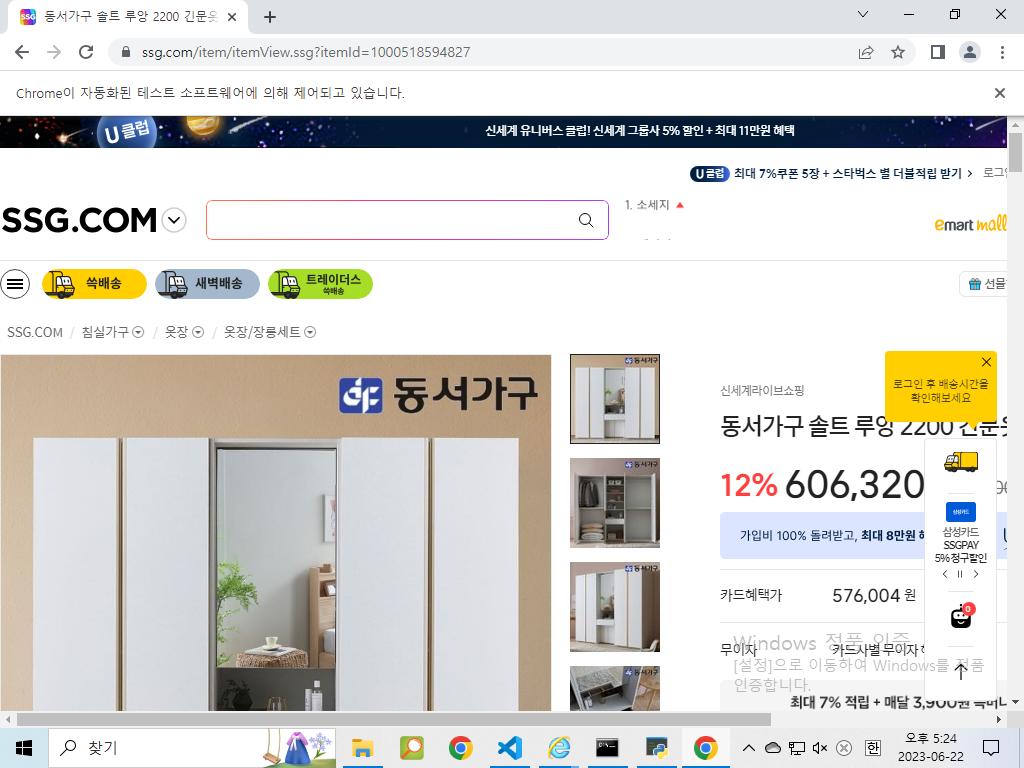 동서가구 솔트 루앙 2200 긴문옷
ssg.com/item/itemView.ssg?itemId=1000518594827
Chrome이 자동화된 테스트 소프트웨어에 의해 제어되고 있습니다.
U 클럽
신세계 유니버스 클럽! 신세계 그룹사 5% 할인 + 최대 11만원 혜택
U 클럽 최대 7%쿠폰 5장 + 스타벅스 별 더블적립 받기
SSG.COM
1. 소세지
emart mall
쓱배송
새벽배송
트레이더스
쓱배송
선물
SSG.COM / 침실가구 / 옷장 / 옷장/장롱세트
동서가구
로그인 후 배송시간을
확인해보세요
신세계라이브쇼핑
동서가구 솔트 루앙 2200 긴문옷
12% 606,320
가입비 100% 돌려받고, 최대 8만원
삼성카드
삼성카드
SSGPAY
5% 청구할인
카드혜택가 576,004 원
0
무이자 카드사별 무이자
Windows 정품 인증
[설정]으로 이동하여 Windows를 정품
인증합니다.
최대 7% 적립 + 매달 3,900원
찾기
오후 5:24
2023-06-22
한